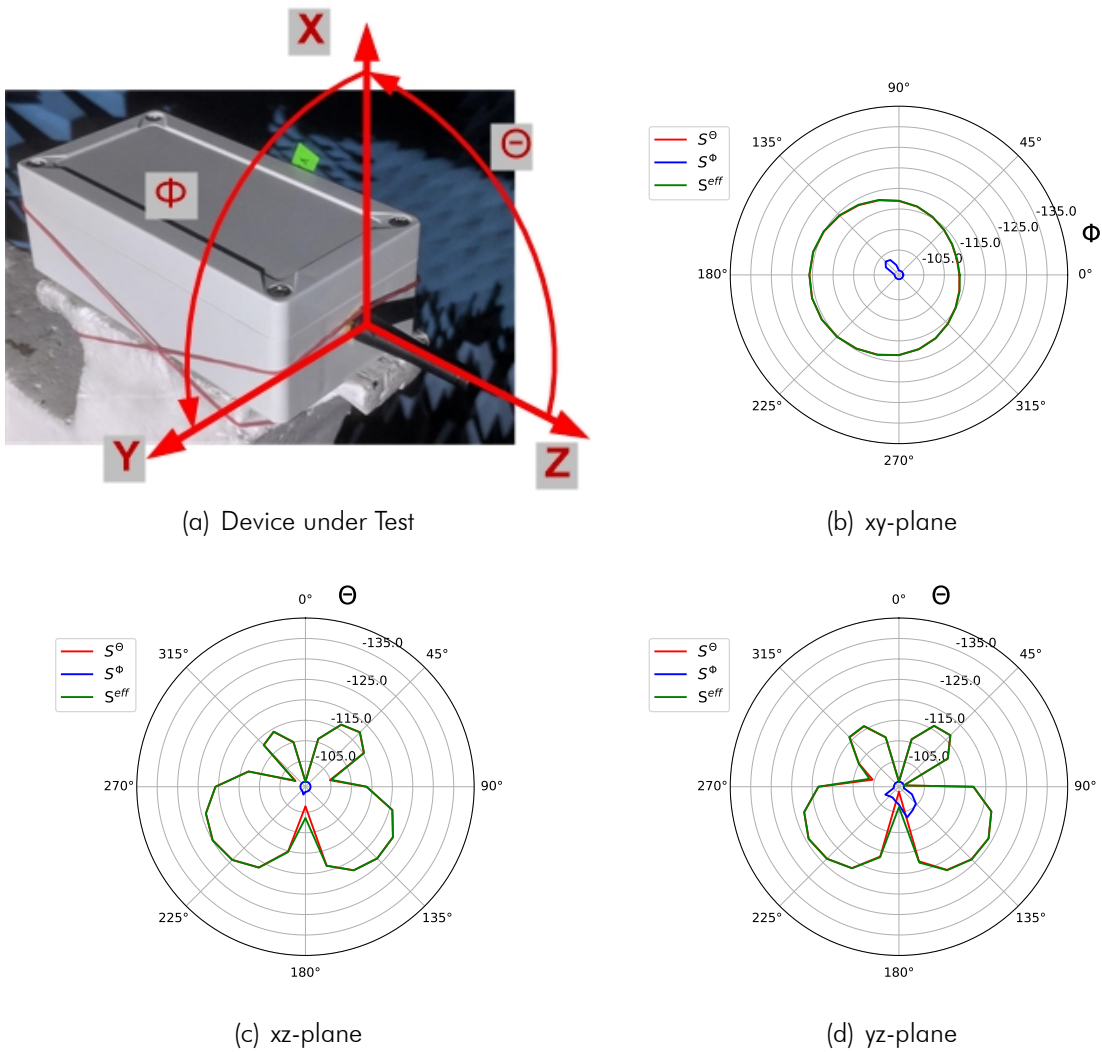 X
Θ
Φ
Y
Z
(a) Device under Test
S^Θ
S^Φ
S^eff
90°
135°
45°
-135.0
-125.0
-115.0
-105.0
Φ
180°
0°
225°
315°
270°
(b) xy-plane
Θ
S^Θ
S^Φ
S^eff
0°
315°
45°
-135.0
-125.0
-115.0
-105.0
270°
90°
225°
135°
180°
(c) xz-plane
Θ
S^Θ
S^Φ
S^eff
0°
315°
45°
-135.0
-125.0
-115.0
-105.0
270°
90°
225°
135°
180°
(d) yz-plane